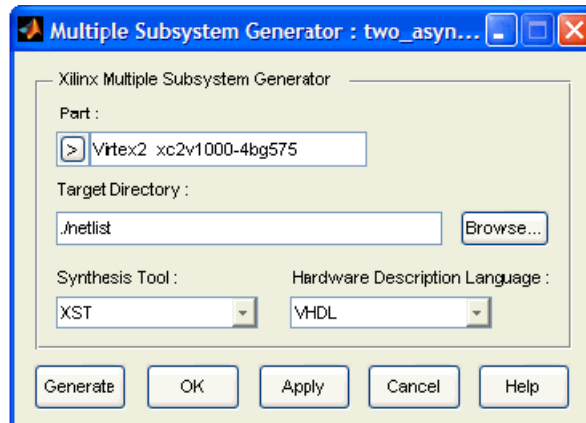 Multiple Subsystem Generator : two_asyn...
Xilinx Multiple Subsystem Generator
Part :
> Virtex2 xc2v1000-4bg575
Target Directory :
./netlist Browse...
Synthesis Tool : Hardware Description Language :
XST VHDL
Generate OK Apply Cancel Help